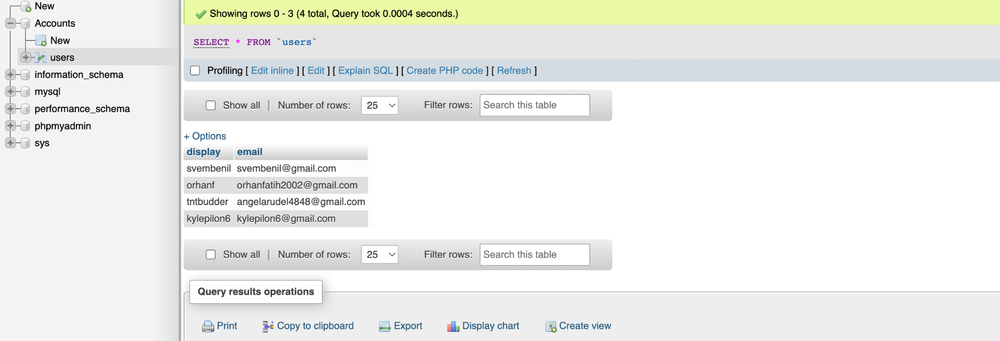 New
Accounts
New
users
information_schema
mysql
performance_schema
phpmyadmin
sys
Showing rows 0 - 3 (4 total, Query took 0.0004 seconds.)
SELECT * FROM `users`
Profiling [ Edit inline ] [ Edit ] [ Explain SQL ] [ Create PHP code ] [ Refresh ]
Show all | Number of rows: 25 Filter rows: Search this table
+ Options
display email
svembenil svembenil@gmail.com
orhanf orhanfatih2002@gmail.com
tntbudder angelarudel4848@gmail.com
kylepilon6 kylepilon6@gmail.com
Show all | Number of rows: 25 Filter rows: Search this table
Query results operations
Print Copy to clipboard Export Display chart Create view